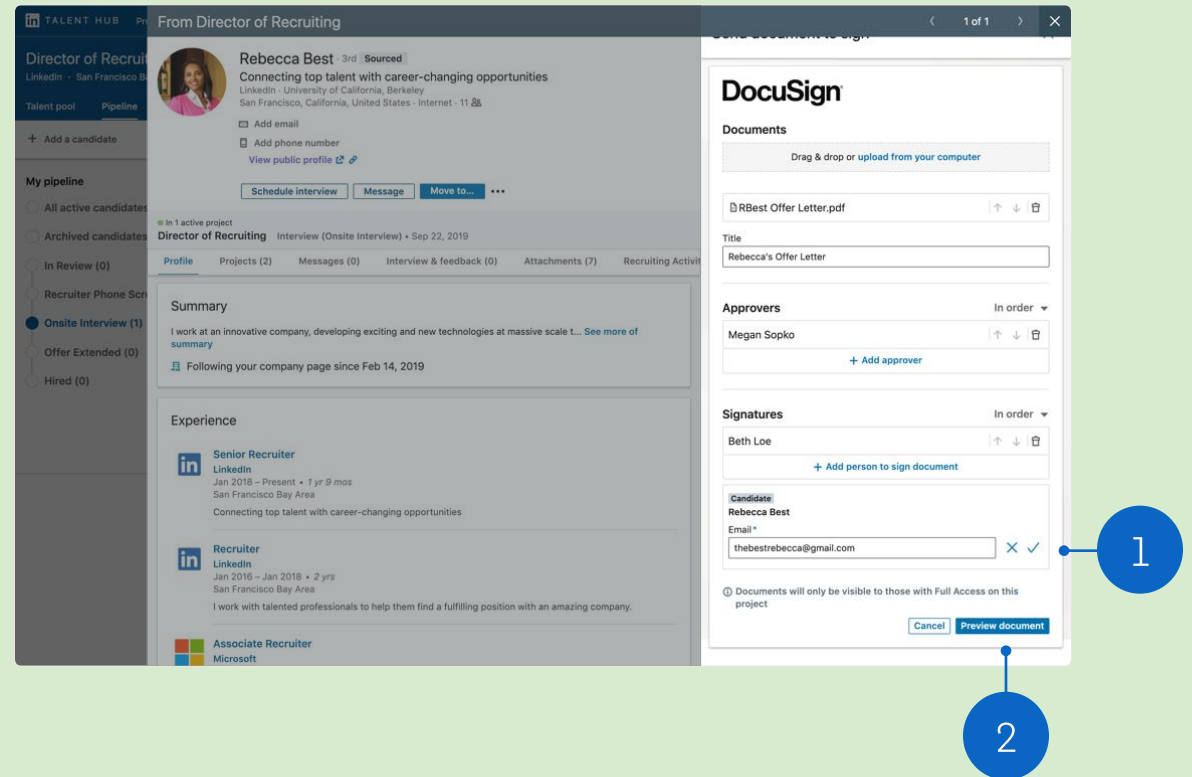 TALENT HUB
From Director of Recruiting
1 of 1
Director of Recruit
LinkedIn · San Francisco B
Talent pool Pipeline
+ Add a candidate
My pipeline
All active candidates
Archived candidates
In Review (0)
Recruiter Phone Scr
Onsite Interview (1)
Offer Extended (0)
Hired (0)
Rebecca Best · 3rd Sourced
Connecting top talent with career-changing opportunities
LinkedIn · University of California, Berkeley
San Francisco, California, United States · Internet · 11
Add email
Add phone number
View public profile
Schedule interview Message Move to... •••
In 1 active project
Director of Recruiting Interview (Onsite Interview) • Sep 22, 2019
Profile Projects (2) Messages (0) Interview & feedback (0) Attachments (7) Recruiting Activit
Summary
I work at an innovative company, developing exciting and new technologies at massive scale t... See more of
summary
Following your company page since Feb 14, 2019
Experience
in
Senior Recruiter
LinkedIn
Jan 2018 – Present • 1 yr 9 mos
San Francisco Bay Area
Connecting top talent with career-changing opportunities
in
Recruiter
LinkedIn
Jan 2016 – Jan 2018 • 2 yrs
San Francisco Bay Area
I work with talented professionals to help them find a fulfilling position with an amazing company.
Associate Recruiter
Microsoft
DocuSign
Documents
Drag & drop or upload from your computer
RBest Offer Letter.pdf
Title
Rebecca's Offer Letter
Approvers In order
Megan Sopko
+ Add approver
Signatures In order
Beth Loe
+ Add person to sign document
Candidate
Rebecca Best
Email*
thebestrebecca@gmail.com
Documents will only be visible to those with Full Access on this
project
Cancel Preview document
1
2